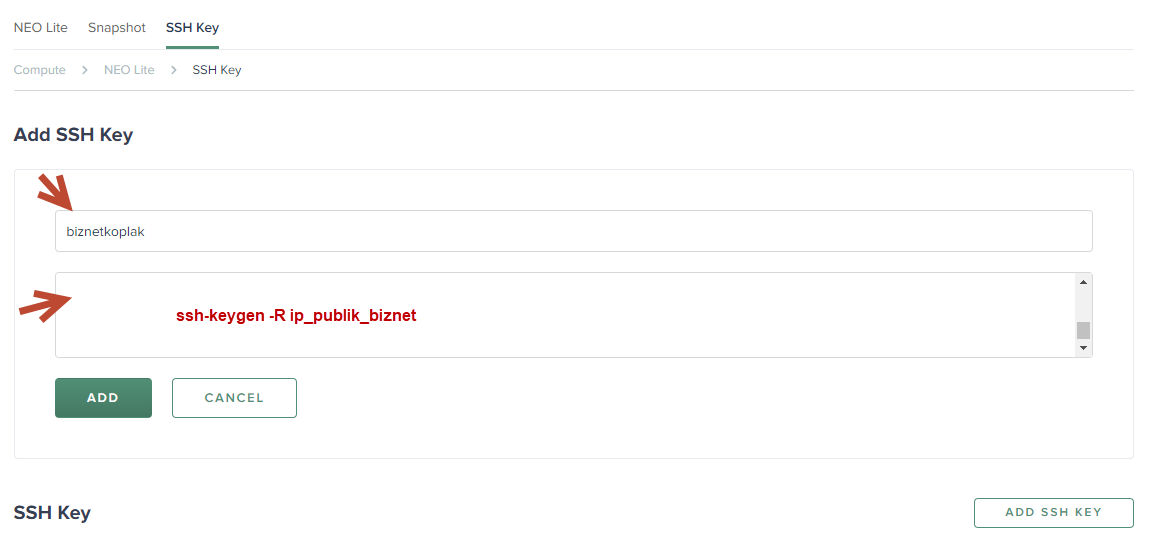 NEO Lite Snapshot SSH Key
Compute > NEO Lite > SSH Key
Add SSH Key
biznetkoplak
ssh-keygen -R ip_publik_biznet
ADD CANCEL
SSH Key ADD SSH KEY